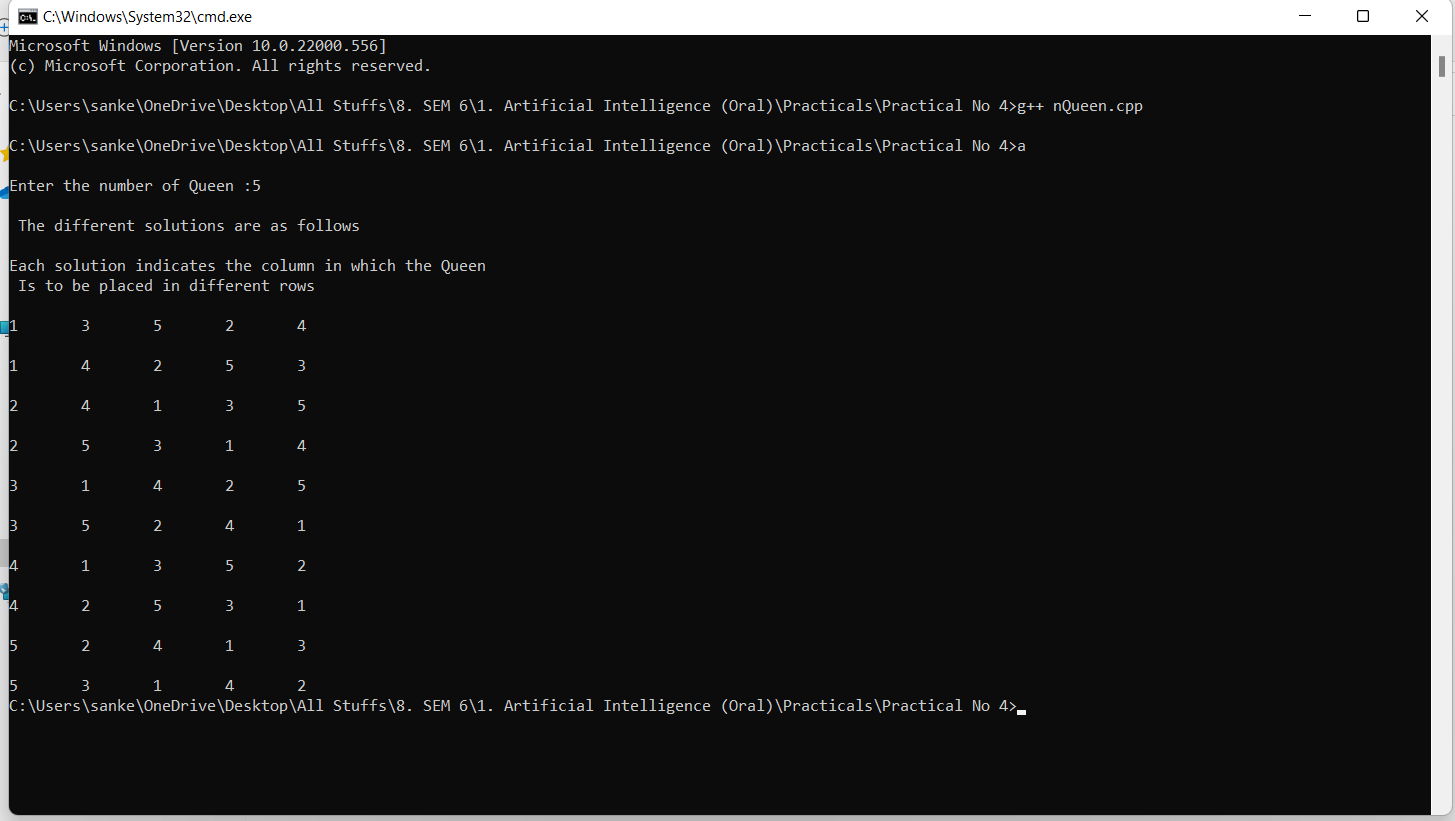 C:\Windows\System32\cmd.exe
Microsoft Windows [Version 10.0.22000.556]
(c) Microsoft Corporation. All rights reserved.
C:\Users\sanke\OneDrive\Desktop\All Stuffs\8. SEM 6\1. Artificial Intelligence (Oral)\Practicals\Practical No 4>g++ nQueen.cpp
C:\Users\sanke\OneDrive\Desktop\All Stuffs\8. SEM 6\1. Artificial Intelligence (Oral)\Practicals\Practical No 4>a
Enter the number of Queen :5
The different solutions are as follows
Each solution indicates the column in which the Queen
Is to be placed in different rows
1 3 5 2 4
1 4 2 5 3
2 4 1 3 5
2 5 3 1 4
3 1 4 2 5
3 5 2 4 1
4 1 3 5 2
4 2 5 3 1
5 2 4 1 3
5 3 1 4 2
C:\Users\sanke\OneDrive\Desktop\All Stuffs\8. SEM 6\1. Artificial Intelligence (Oral)\Practicals\Practical No 4>